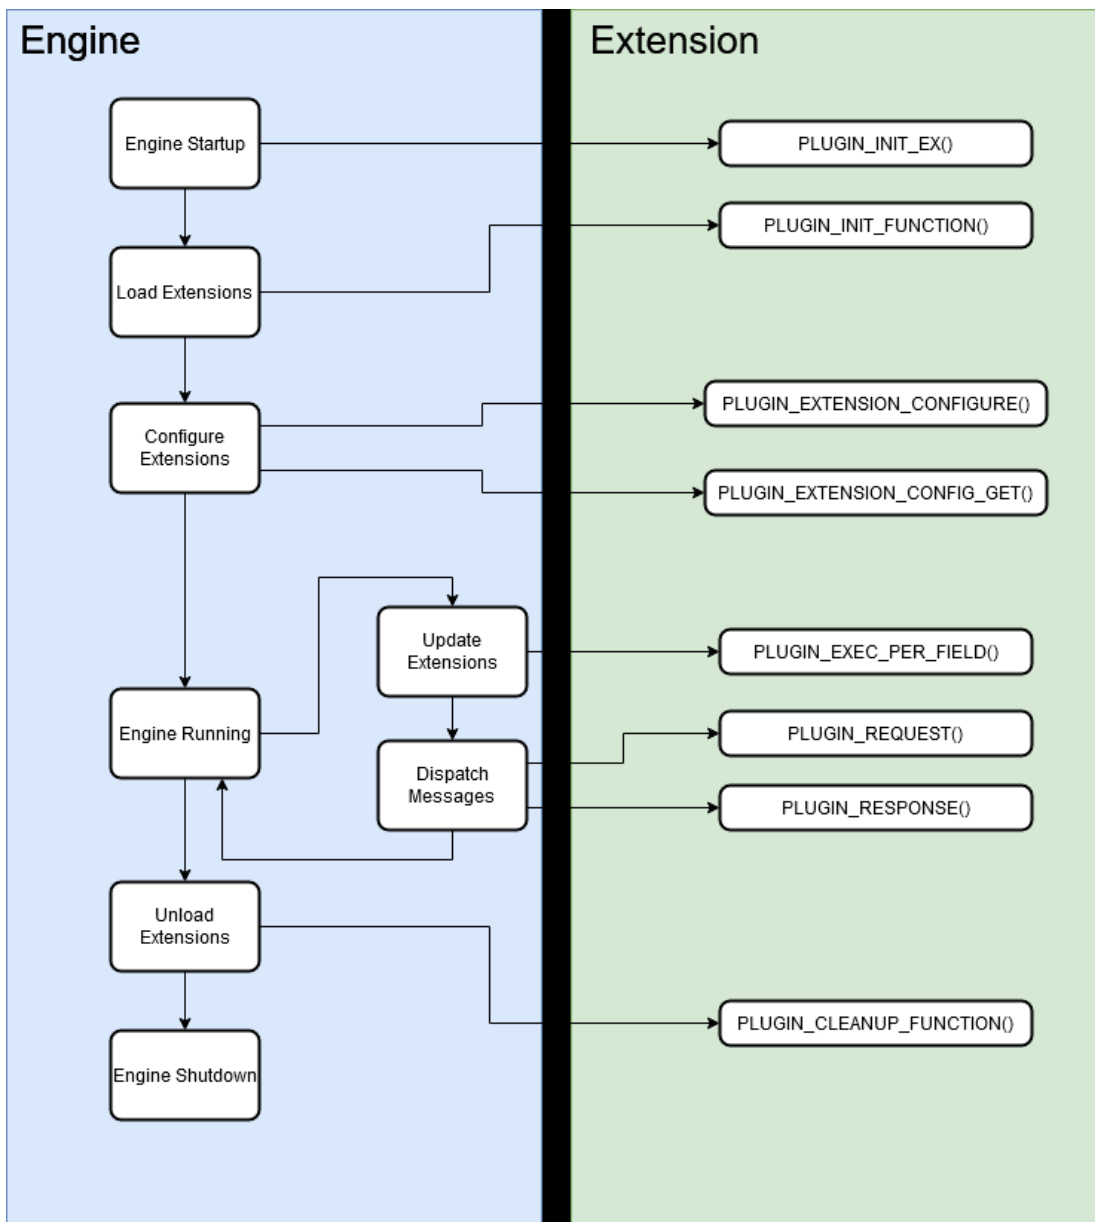 Engine
Extension
Engine Startup
PLUGIN_INIT_EX()
PLUGIN_INIT_FUNCTION()
Load Extensions
PLUGIN_EXTENSION_CONFIGURE()
Configure
Extensions
PLUGIN_EXTENSION_CONFIG_GET()
Update
Extensions
PLUGIN_EXEC_PER_FIELD()
Engine Running
PLUGIN_REQUEST()
Dispatch
Messages
PLUGIN_RESPONSE()
Unload
Extensions
PLUGIN_CLEANUP_FUNCTION()
Engine Shutdown